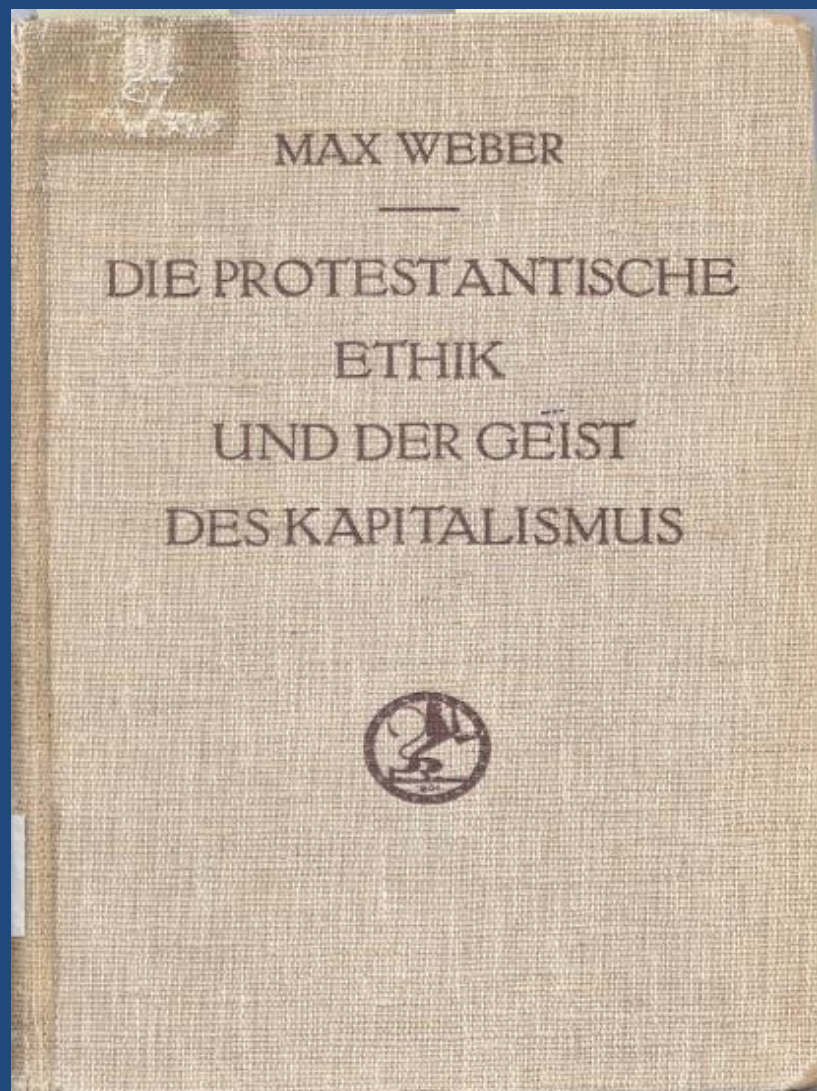 MAX WEBER
DIE PROTESTANTISCHE
ETHIK
UND DER GEIST
DES KAPITALISMUS